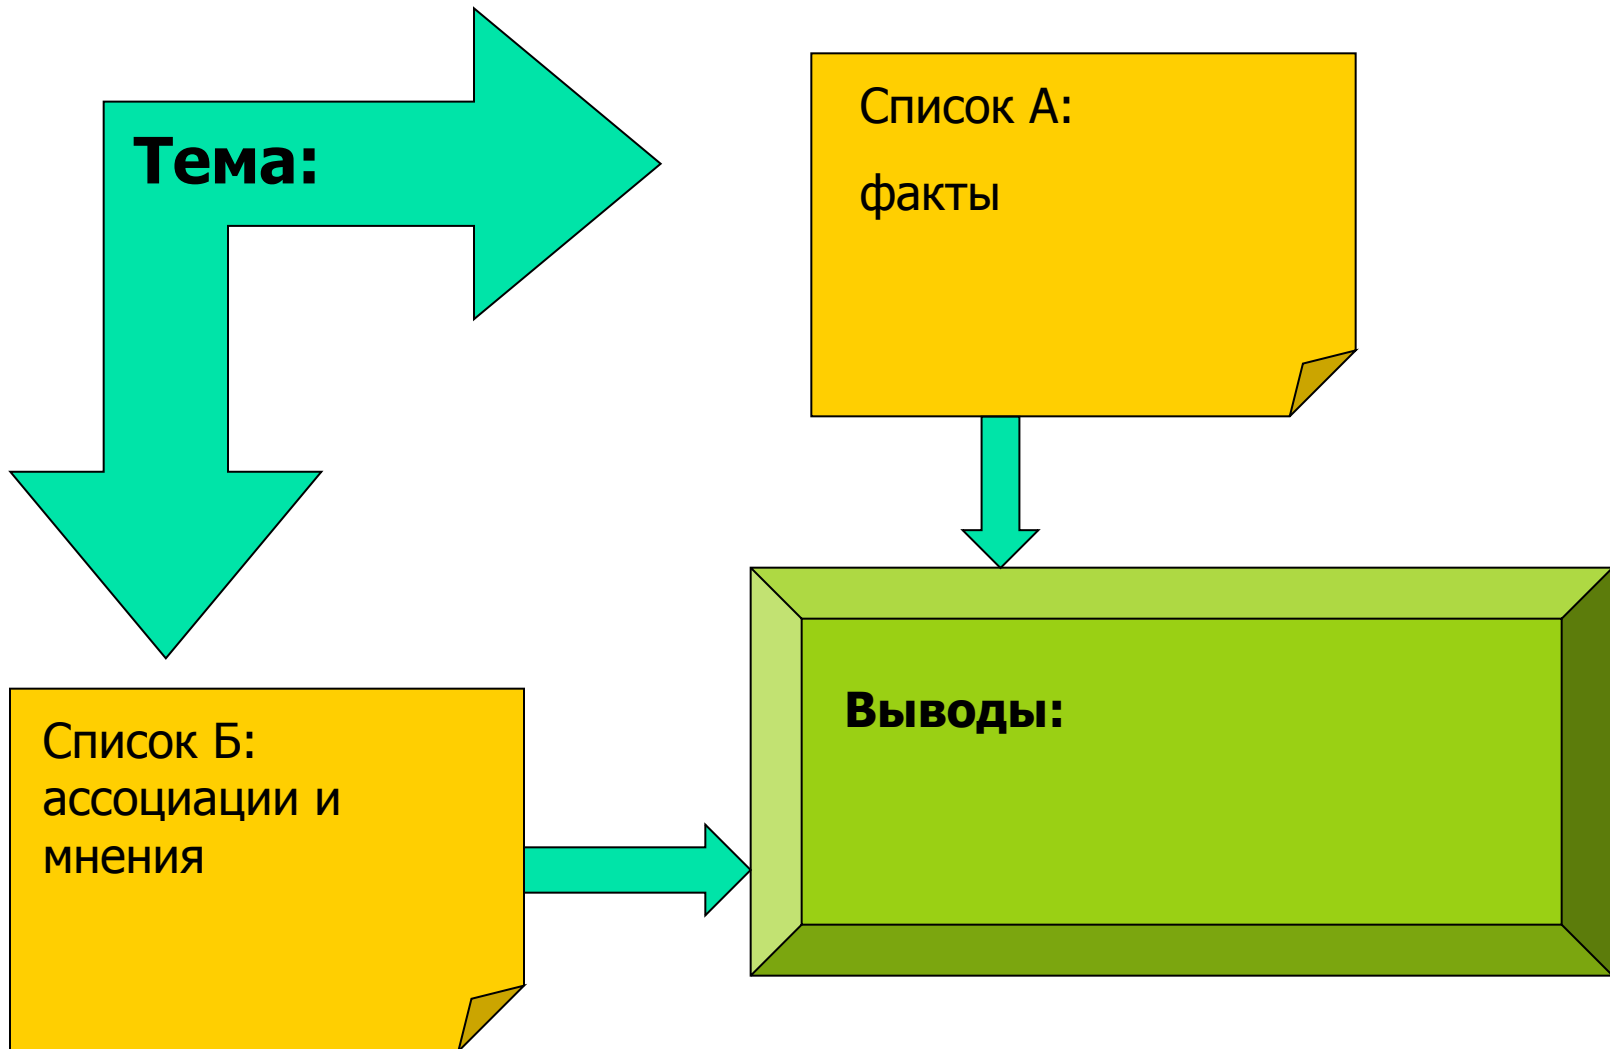 Тема:
Список А:
факты
Выводы:
Список Б:
ассоциации и
мнения